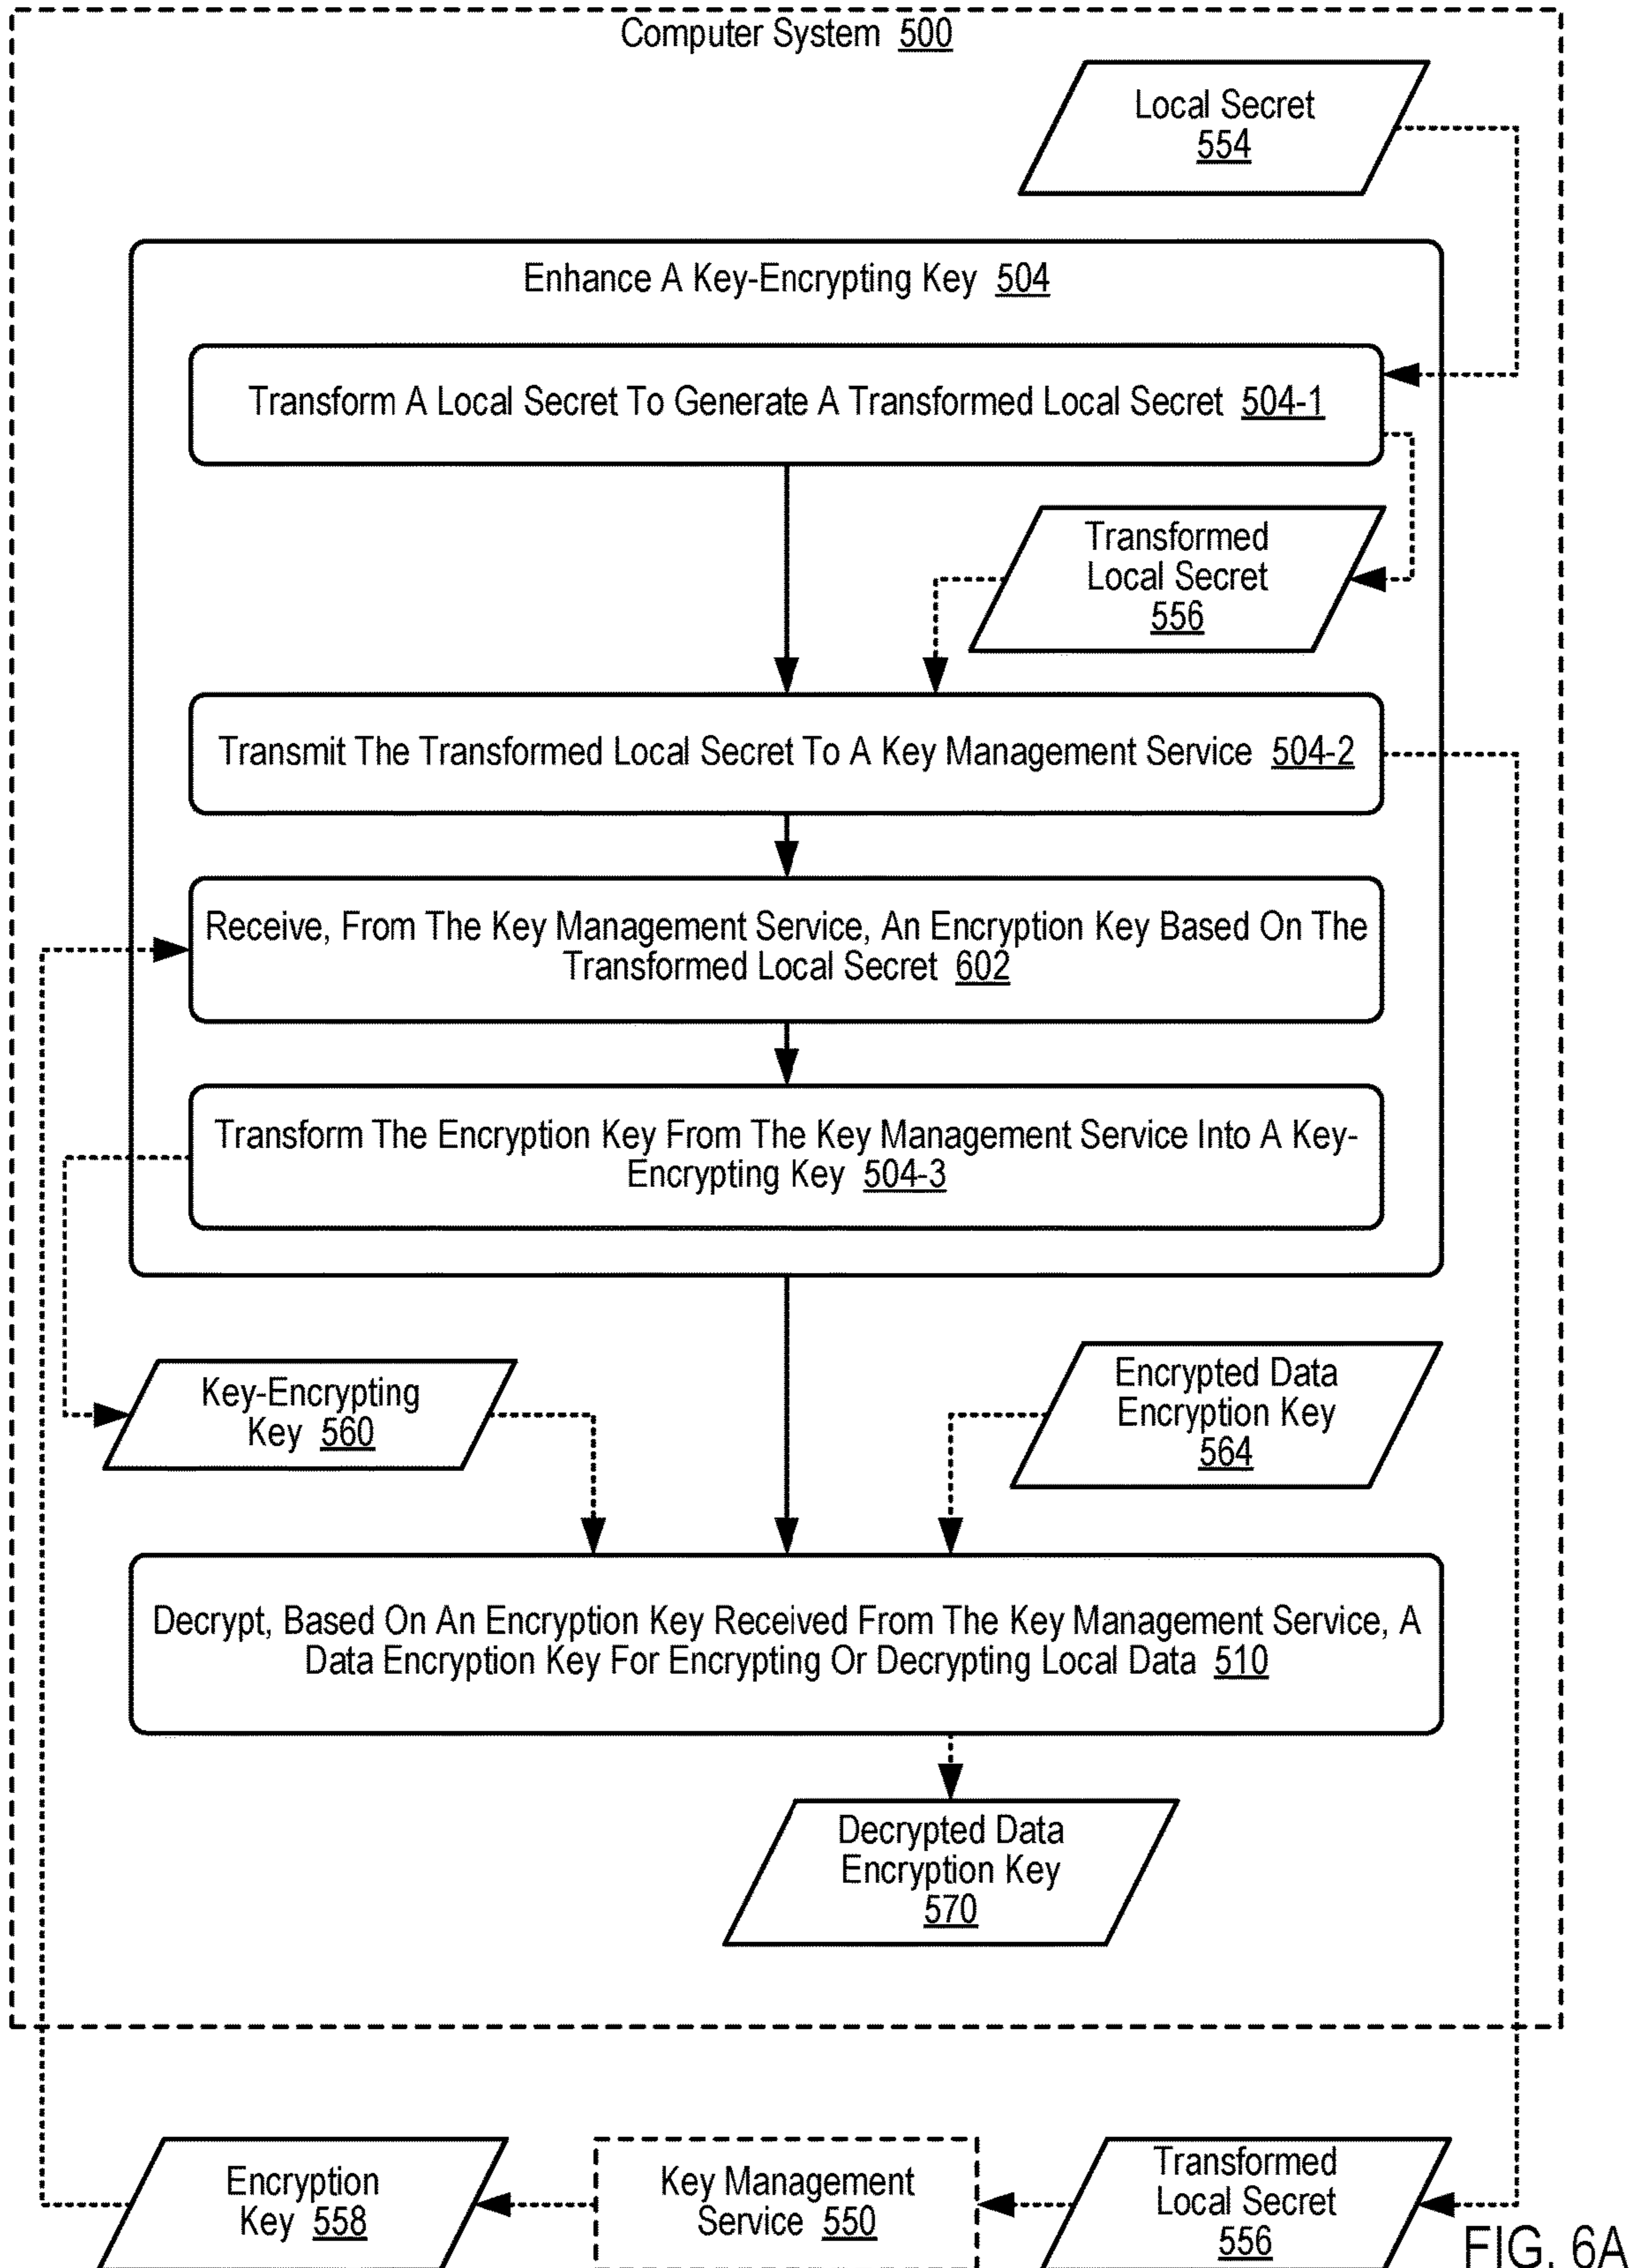 Computer System 500
Local Secret
554
Enhance A Key-Encrypting Key 504
Transform A Local Secret To Generate A Transformed Local Secret 504-1
Transformed
Local Secret
556
Transmit The Transformed Local Secret To A Key Management Service 504-2
Receive, From The Key Management Service, An Encryption Key Based On The
Transformed Local Secret 602
Transform The Encryption Key From The Key Management Service Into A Key-
Encrypting Key 504-3
Key-Encrypting
Key 560
Encrypted Data
Encryption Key
564
Decrypt, Based On An Encryption Key Received From The Key Management Service, A
Data Encryption Key For Encrypting Or Decrypting Local Data 510
Decrypted Data
Encryption Key
570
Encryption
Key 558
Key Management
Service 550
Transformed
Local Secret
556
FIG. 6A